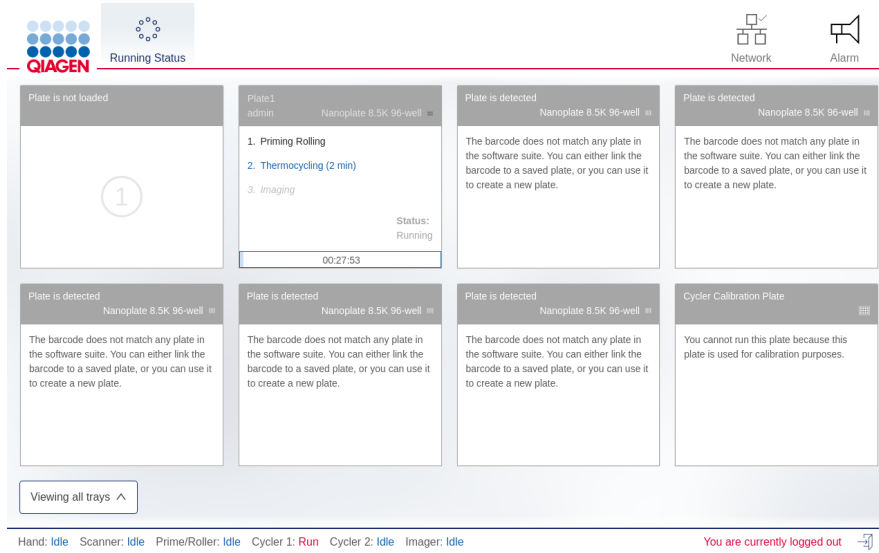 QIAGEN
Running Status
Network
Alarm
Plate is not loaded
1
Plate1
admin Nanoplate 8.5K 96-well
1. Priming Rolling
2. Thermocycling (2 min)
3. Imaging
Status:
Running
00:27:53
Plate is detected
Nanoplate 8.5K 96-well
The barcode does not match any plate in
the software suite. You can either link the
barcode to a saved plate, or you can use it
to create a new plate.
Plate is detected
Nanoplate 8.5K 96-well
The barcode does not match any plate in
the software suite. You can either link the
barcode to a saved plate, or you can use it
to create a new plate.
Plate is detected
Nanoplate 8.5K 96-well
The barcode does not match any plate in
the software suite. You can either link the
barcode to a saved plate, or you can use it
to create a new plate.
Plate is detected
Nanoplate 8.5K 96-well
The barcode does not match any plate in
the software suite. You can either link the
barcode to a saved plate, or you can use it
to create a new plate.
Plate is detected
Nanoplate 8.5K 96-well
The barcode does not match any plate in
the software suite. You can either link the
barcode to a saved plate, or you can use it
to create a new plate.
Cycler Calibration Plate
You cannot run this plate because this
plate is used for calibration purposes.
Viewing all trays
Hand: Idle Scanner: Idle Prime/Roller: Idle Cycler 1: Run Cycler 2: Idle Imager: Idle You are currently logged out